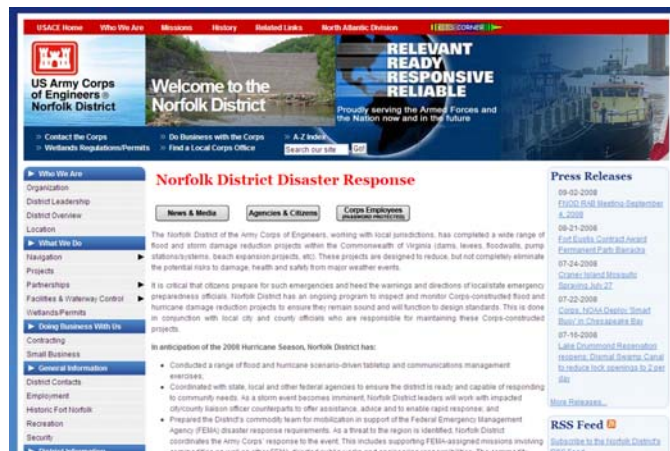 USACE Home Who We Are Missions History Related Links North Atlantic Division
US Army Corps
of Engineers®
Norfolk District
Welcome to the
Norfolk District
RELEVANT
READY
RESPONSIVE
RELIABLE
Proudly serving the Armed Forces and
the Nation now and in the future
» Contact the Corps » Do Business with the Corps » A-Z Index
» Wetlands Regulations/Permits » Find a Local Corps Office Search our site Go!
Who We Are
Organization
District Leadership
District Overview
Location
What We Do
Navigation
Projects
Partnerships
Facilities & Waterway Control
Wetlands/Permits
Doing Business With Us
Contracting
Small Business
General Information
District Contacts
Employment
Historic Fort Norfolk
Recreation
Security
District Information
Norfolk District Disaster Response
News & Media Agencies & Citizens Corps Employees
(PASSWORD PROTECTED)
The Norfolk District of the Army Corps of Engineers, working with local jurisdictions, has completed a wide range of
flood and storm damage reduction projects within the Commonwealth of Virginia (dams, levees, floodwalls, pump
stations/systems, beach expansion projects, etc). These projects are designed to reduce, but not completely eliminate
the potential risks to damage, health and safety from major weather events.
It is critical that citizens prepare for such emergencies and heed the warnings and directions of local/state emergency
preparedness officials. Norfolk District has an ongoing program to inspect and monitor Corps-constructed flood and
hurricane damage reduction projects to ensure they remain sound and will function to design standards. This is done
in conjunction with local city and county officials who are responsible for maintaining these Corps-constructed
projects.
In anticipation of the 2008 Hurricane Season, Norfolk District has:
Conducted a range of flood and hurricane scenario-driven tabletop and communications management
exercises;
Coordinated with state, local and other federal agencies to ensure the district is ready and capable of responding
to community needs. As a storm event becomes imminent, Norfolk District leaders will work with impacted
city/county liaison officer counterparts to offer assistance, advice and to enable rapid response; and
Prepared the District's commodity team for mobilization in support of the Federal Emergency Management
Agency (FEMA) disaster response requirements. As a threat to the region is identified, Norfolk District
coordinates the Army Corps' response to the event. This includes supporting FEMA-assigned missions involving
Press Releases
09-02-2008
FNOD RAB Meeting-September
4, 2008
08-21-2008
Fort Eustis Contract Award
Permanent Party Barracks
07-24-2008
Craney Island Mosquito
Spraying July 27
07-22-2008
Corps, NOAA Deploy 'Smart
Buoy' in Chesapeake Bay
07-16-2008
Lake Drummond Reservation
reopens; Dismal Swamp Canal
to reduce lock openings to 2 per
day
More Releases...
RSS Feed
Subscribe to the Norfolk District's
RSS Feed